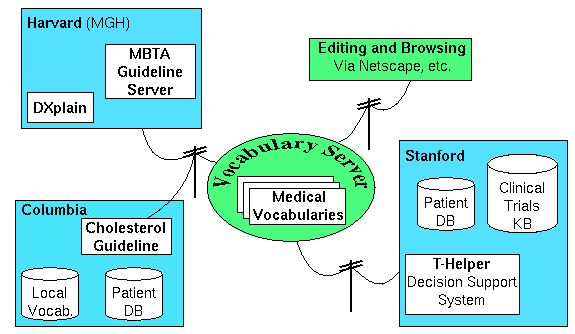 Harvard (MGH)
MBTA
Guideline
Server
DXplain
Editing and Browsing
Via Netscape, etc.
Vocabulary Server
Medical
Vocabularies
Stanford
Patient
DB
Clinical
Trials
KB
T-Helper
Decision Support
System
Columbia
Cholesterol
Guideline
Local
Vocab.
Patient
DB